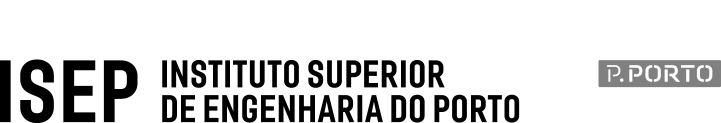 ISEP
INSTITUTO SUPERIOR
DE ENGENHARIA DO PORTO
P.PORTO